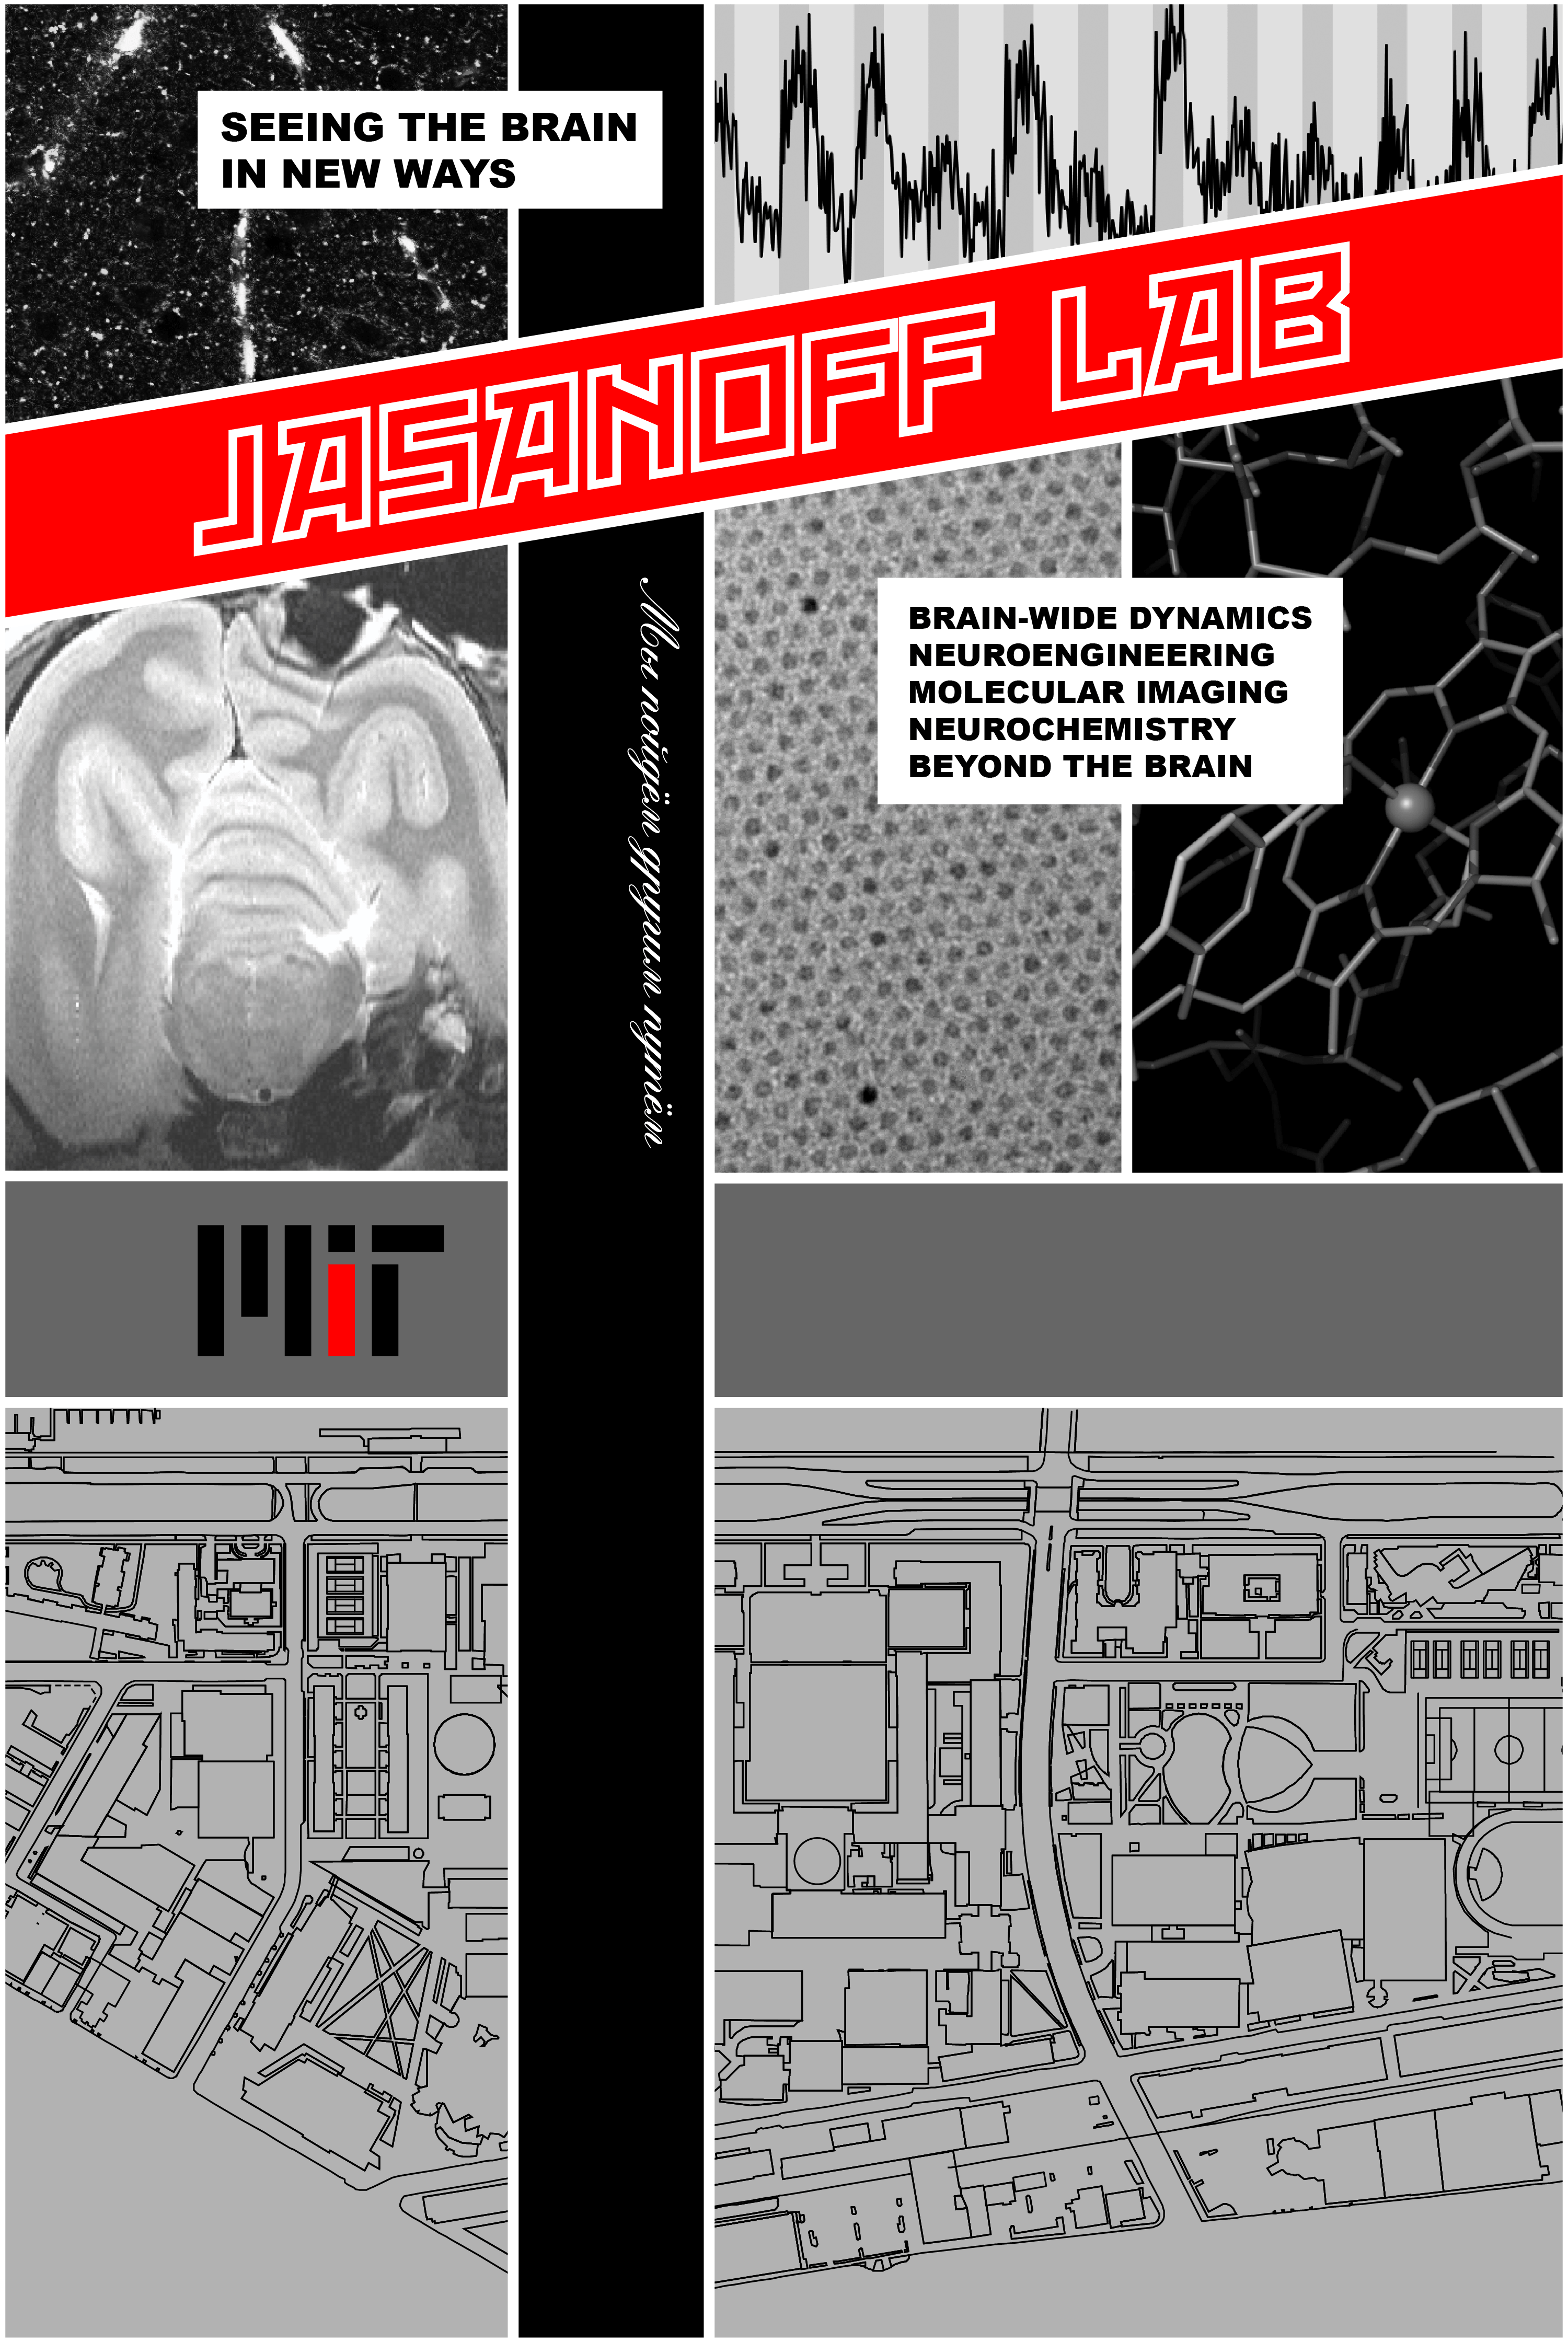 SEEING THE BRAIN
IN NEW WAYS
JASANOFF LAB
Мы пойдём другим путём
BRAIN-WIDE DYNAMICS
NEUROENGINEERING
MOLECULAR IMAGING
NEUROCHEMISTRY
BEYOND THE BRAIN
MIT